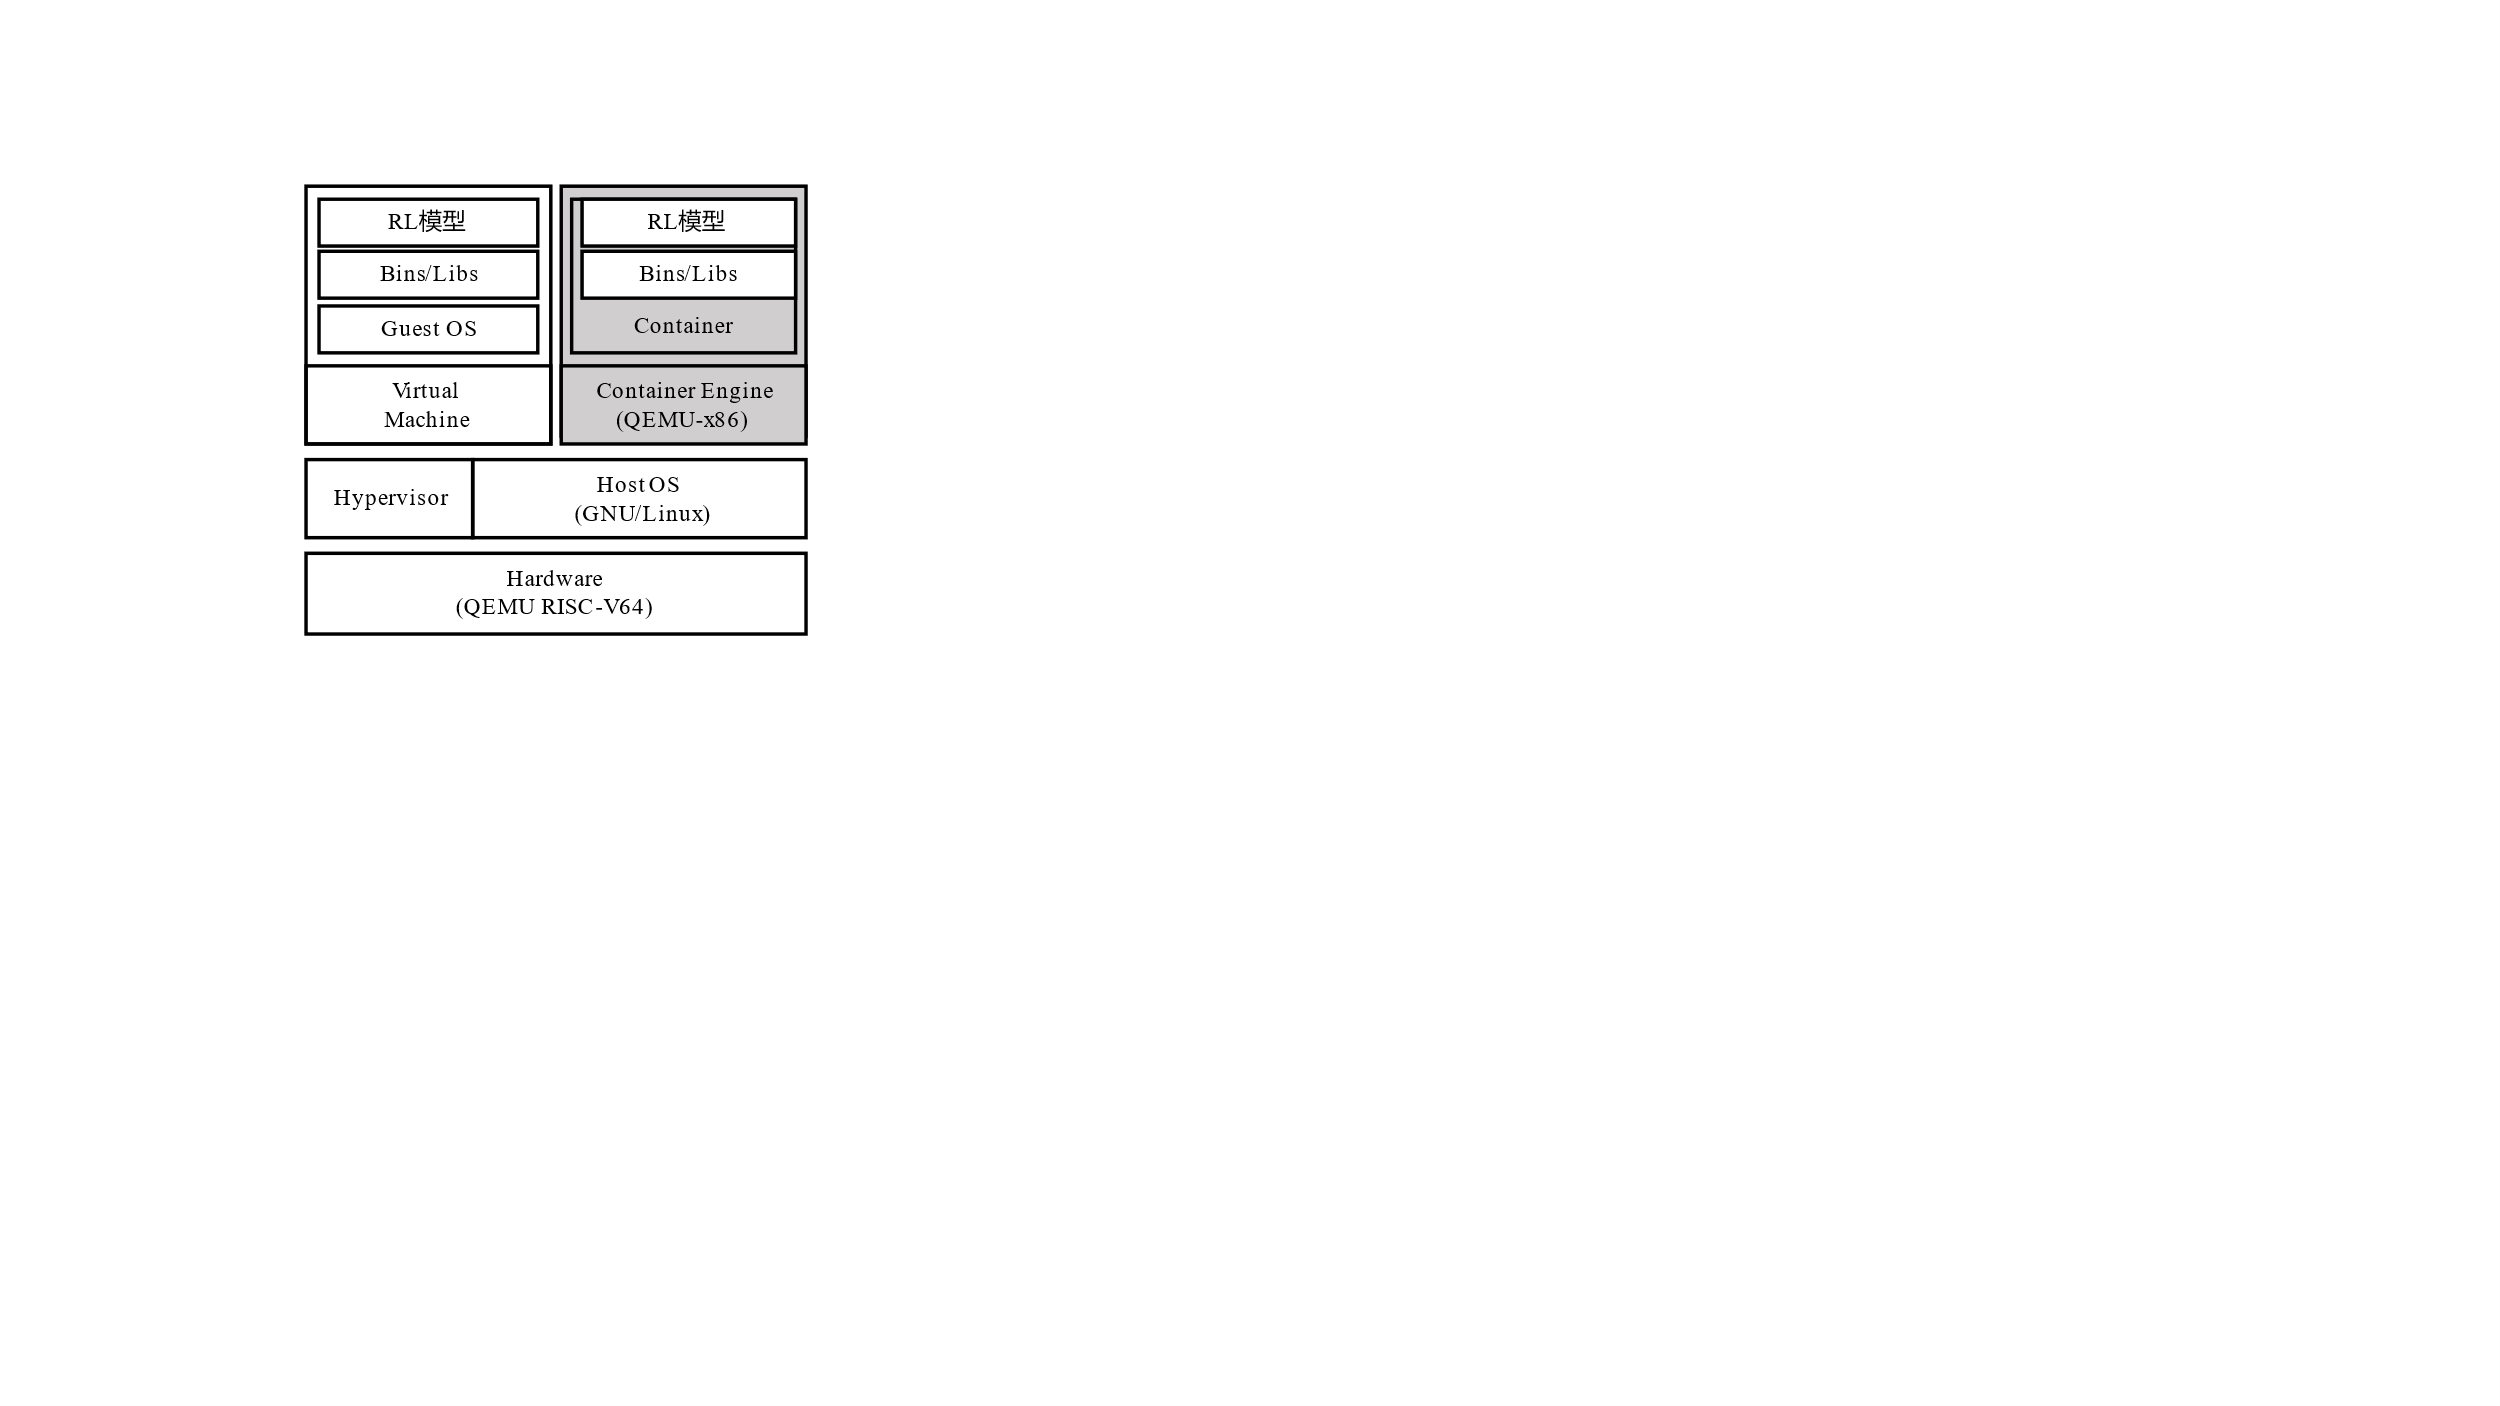 RL模型
Bins/Libs
Guest OS
Virtual
Machine
RL模型
Bins/Libs
Container
Container Engine
(QEMU-x86)
Hypervisor
Host OS
(GNU/Linux)
Hardware
(QEMU RISC-V64)